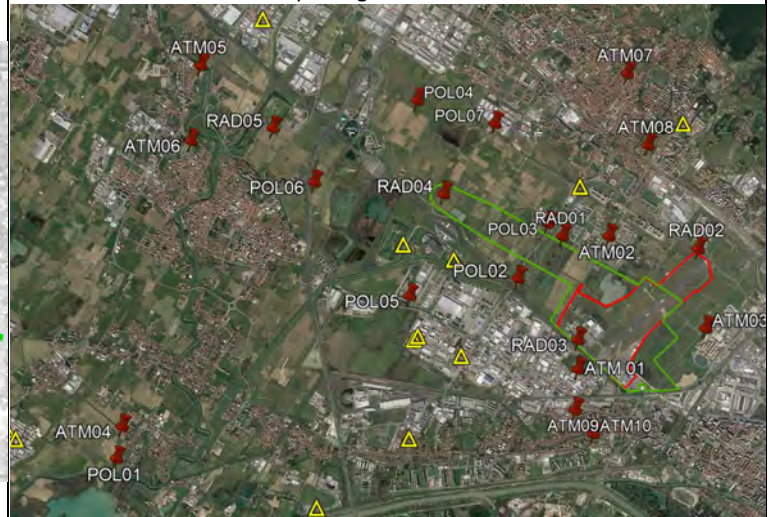 ATM05
ATM07
POL04
POL07
RAD05
ATM08
ATM06
POL06
RAD04
RAD01
POL03
ATM02
RAD02
POL02
POL05
ATM03
RAD03
ATM 01
ATM09ATM10
ATM04
POL01